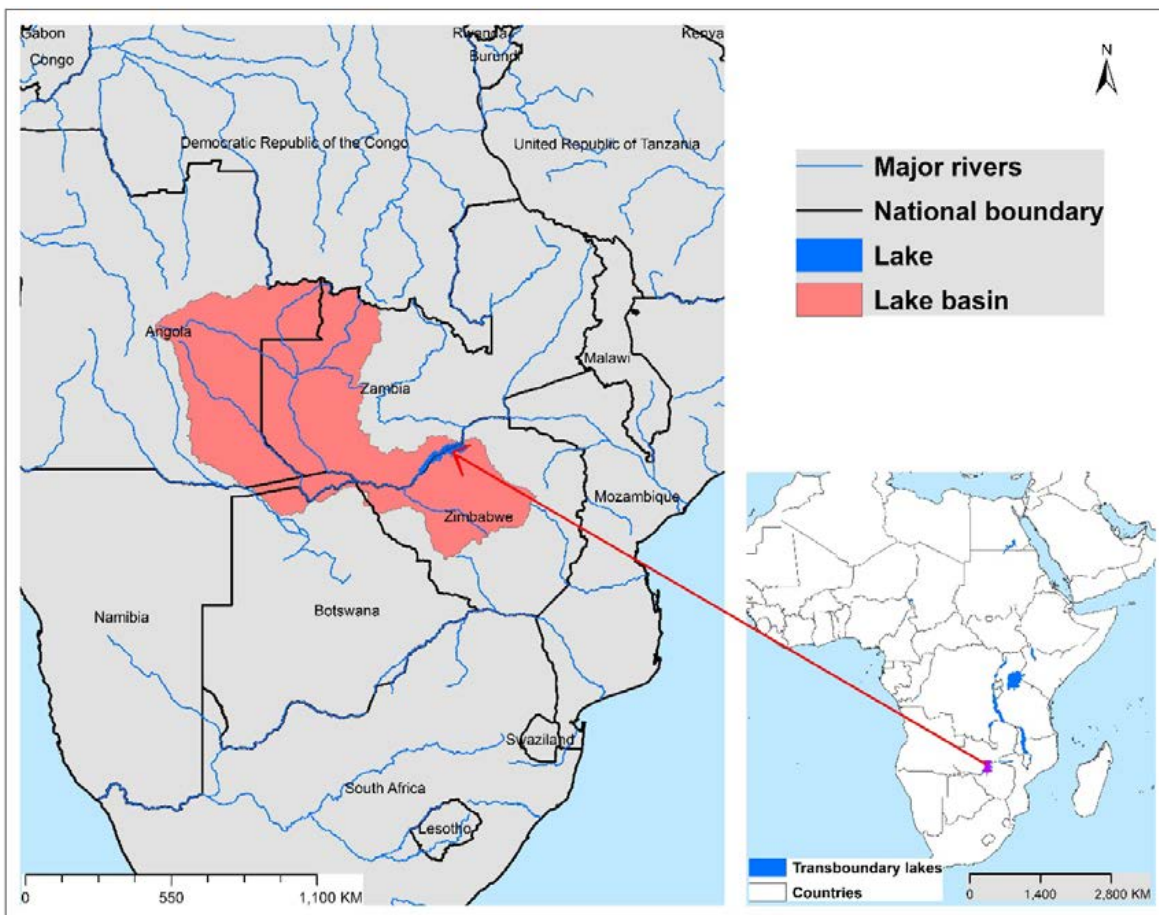 Gabon
Congo
Rwanda
Burundi
Kenya
Democratic Republic of the Congo
United Republic of Tanzania
Angola
Zambia
Malawi
Mozambique
Zimbabwe
Namibia
Botswana
Swaziland
South Africa
Lesotho
0 550 1,100 KM
N
Major rivers
National boundary
Lake
Lake basin
Transboundary lakes
Countries
0 1,400 2,800 KM